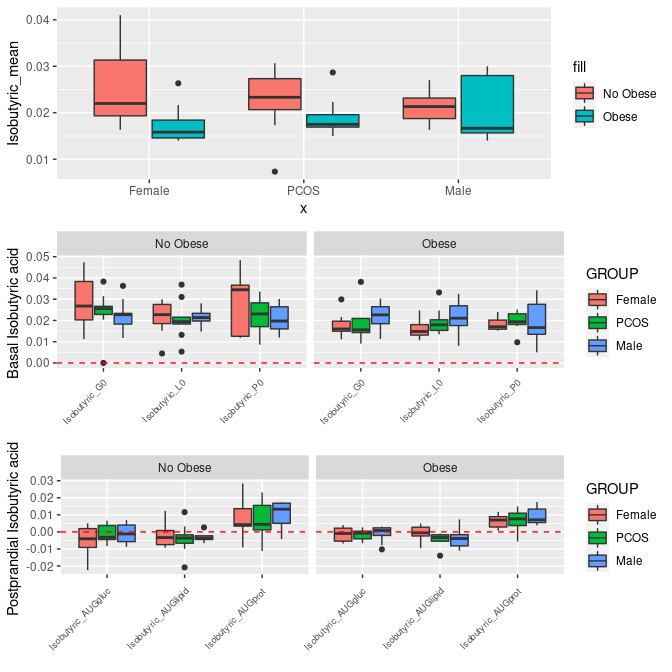 Isobutyric_mean
0.04
0.03
0.02
0.01
Female
PCOS
Male
x
fill
No Obese
Obese
Basal Isobutyric acid
No Obese
Obese
0.05
0.04
0.03
0.02
0.01
0.00
Isobutyric_G0
Isobutyric_L0
Isobutyric_P0
Isobutyric_G0
Isobutyric_L0
Isobutyric_P0
GROUP
Female
PCOS
Male
Postprandial Isobutyric acid
No Obese
Obese
0.03
0.02
0.01
0.00
-0.01
-0.02
Isobutyric_AUGgluc
Isobutyric_AUGlipid
Isobutyric_AUGprot
Isobutyric_AUGgluc
Isobutyric_AUGlipid
Isobutyric_AUGprot
GROUP
Female
PCOS
Male